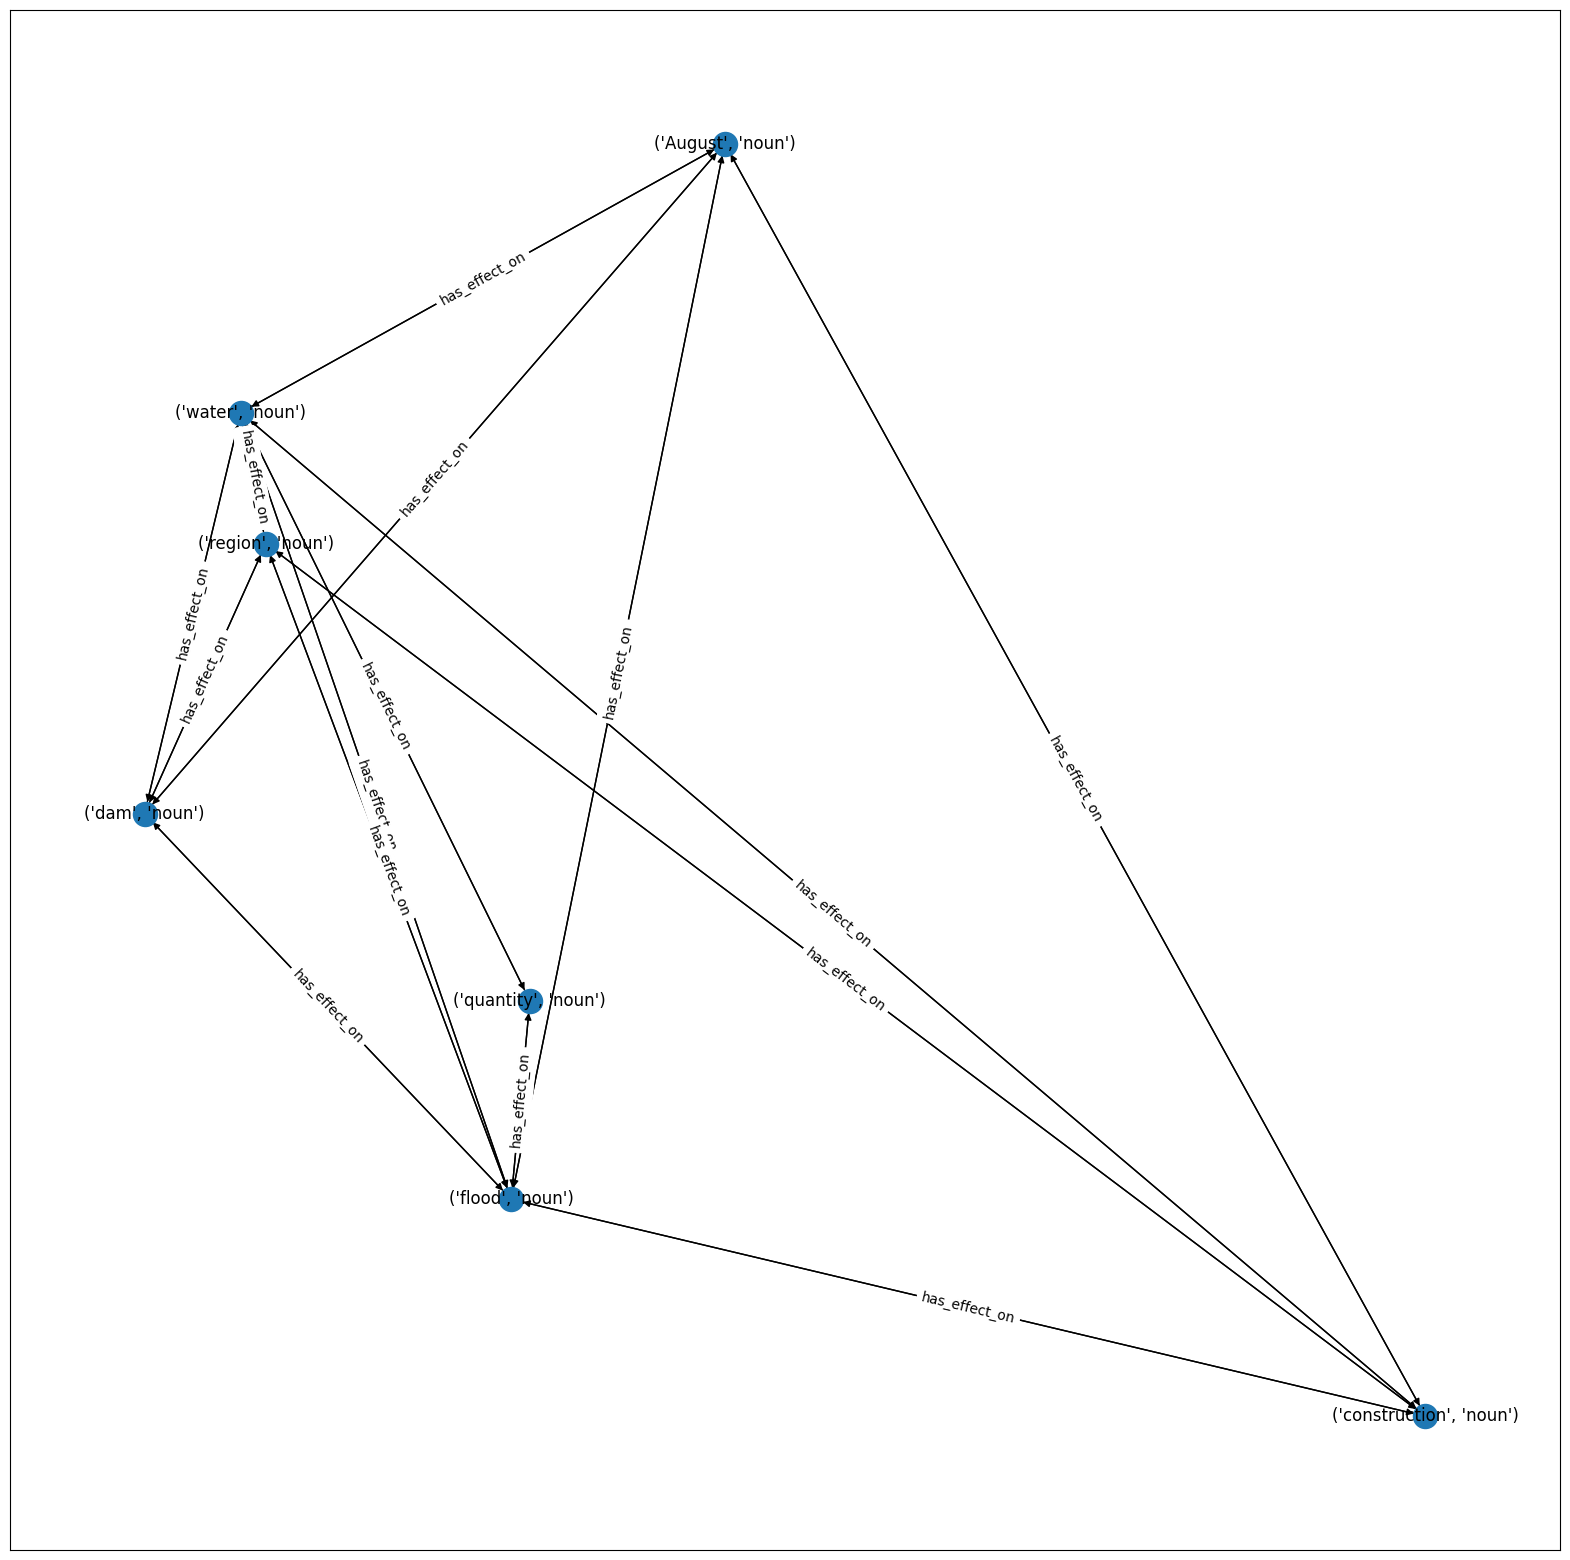 ('August', 'noun')
has_effect_on
('water', 'noun')
has_effect_on
has_effect_on
('region', 'noun')
has_effect_on
has_effect_on
has_effect_on
has_effect_on
has_effect_on
has_effect_on
('dam', 'noun')
has_effect_on
has_effect_on
has_effect_on
has_effect_on
('quantity', 'noun')
has_effect_on
has_effect_on
('flood', 'noun')
has_effect_on
('construction', 'noun')